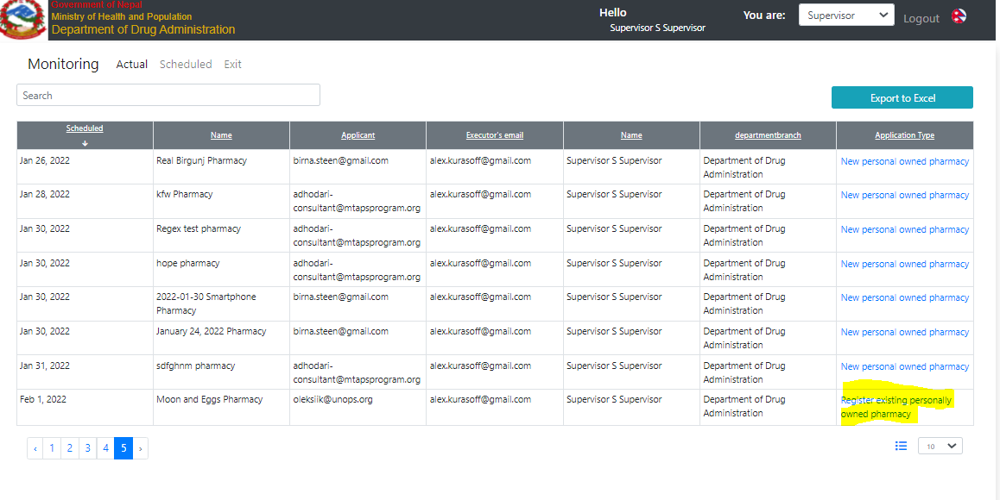 Government of Nepal
Ministry of Health and Population
Department of Drug Administration
Hello
Supervisor S Supervisor
You are:
Supervisor
Logout
Monitoring Actual Scheduled Exit
Search
Export to Excel
Scheduled Name Applicant Executor's email Name departmentbranch Application Type
Jan 26, 2022 Real Birgunj Pharmacy birna.steen@gmail.com alex.kurasoff@gmail.com Supervisor S Supervisor Department of Drug New personal owned pharmacy
Administration
Jan 28, 2022 kfw Pharmacy adhodari- alex.kurasoff@gmail.com Supervisor S Supervisor Department of Drug New personal owned pharmacy
consultant@mtapsprogram.org Administration
Jan 30, 2022 Regex test pharmacy adhodari- alex.kurasoff@gmail.com Supervisor S Supervisor Department of Drug New personal owned pharmacy
consultant@mtapsprogram.org Administration
Jan 30, 2022 hope pharmacy adhodari- alex.kurasoff@gmail.com Supervisor S Supervisor Department of Drug New personal owned pharmacy
consultant@mtapsprogram.org Administration
Jan 30, 2022 2022-01-30 Smartphone birna.steen@gmail.com alex.kurasoff@gmail.com Supervisor S Supervisor Department of Drug New personal owned pharmacy
Pharmacy Administration
Jan 30, 2022 January 24, 2022 Pharmacy birna.steen@gmail.com alex.kurasoff@gmail.com Supervisor S Supervisor Department of Drug New personal owned pharmacy
Administration
Jan 31, 2022 sdfghnm pharmacy adhodari- alex.kurasoff@gmail.com Supervisor S Supervisor Department of Drug New personal owned pharmacy
consultant@mtapsprogram.org Administration
Feb 1, 2022 Moon and Eggs Pharmacy oleksiik@unops.org alex.kurasoff@gmail.com Supervisor S Supervisor Department of Drug Register existing personally
Administration owned pharmacy
‹ 1 2 3 4 5 ›
10